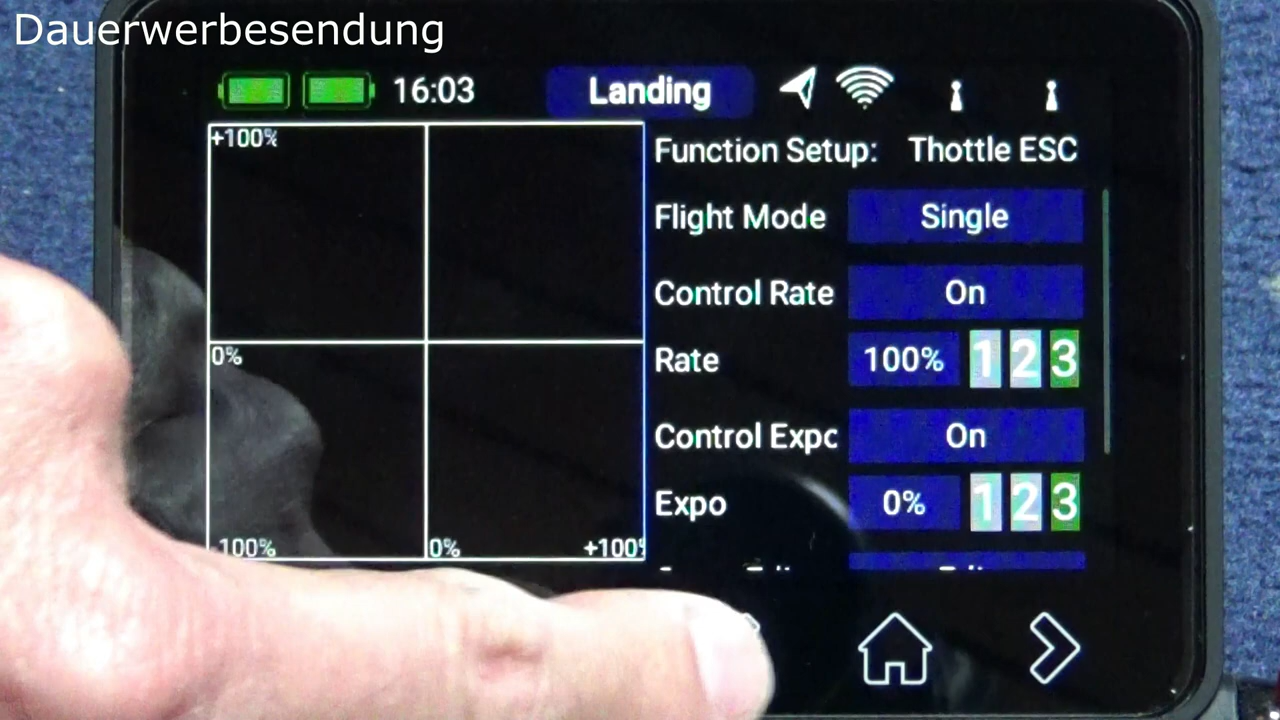 Dauerwerbesendung
16:03
Landing
+100%
0%
100%
0%
+100%
Function Setup: Thottle ESC
Flight Mode Single
Control Rate On
Rate 100% 1 2 3
Control Expo On
Expo 0% 1 2 3